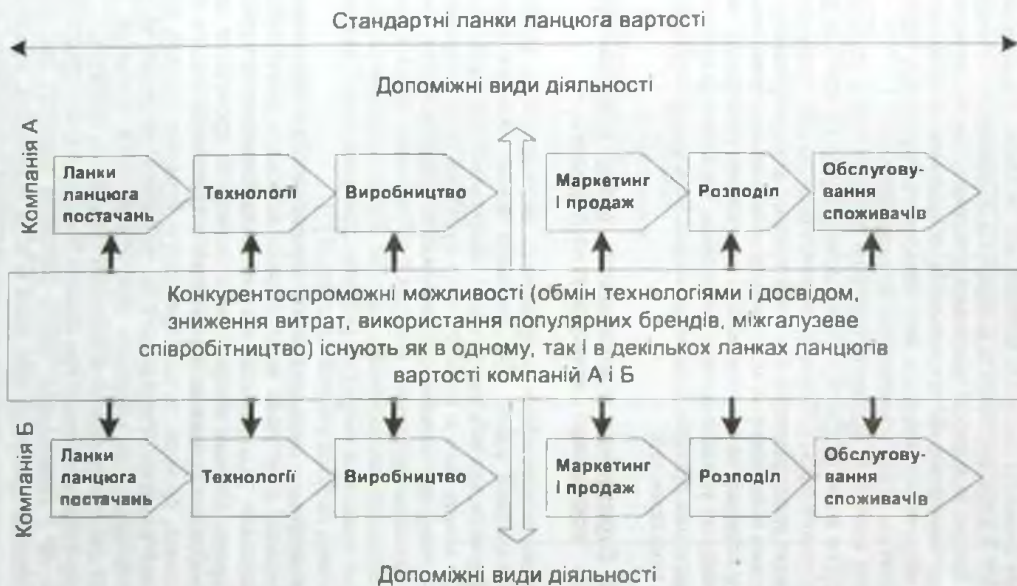 Стандартні ланки ланцюга вартості
Допоміжні види діяльності
Компанія А
Ланки
ланцюга
постачань
Технології
Виробництво
Маркетинг
і продаж
Розподіл
Обслугову-
вання
споживачів
Конкурентоспроможні можливості (обмін технологіями і досвідом,
зниження витрат, використання популярних брендів, міжгалузеве
співробітництво) існують як в одному, так і в декількох ланках ланцюгів
вартості компаній А і Б
Компанія Б
Ланки
ланцюга
постачань
Технології
Виробництво
Маркетинг
і продаж
Розподіл
Обслугову-
вання
споживачів
Допоміжні види діяльності